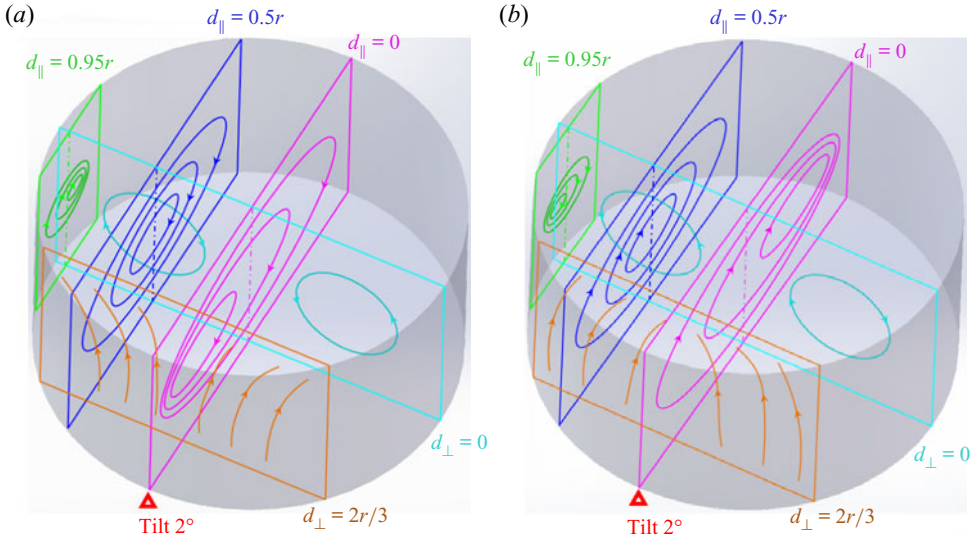 (a)
d∥ = 0.5r
d∥ = 0
d∥ = 0.95r
d⊥ = 0
d⊥ = 2r/3
Tilt 2°
(b)
d∥ = 0.5r
d∥ = 0
d∥ = 0.95r
d⊥ = 0
d⊥ = 2r/3
Tilt 2°